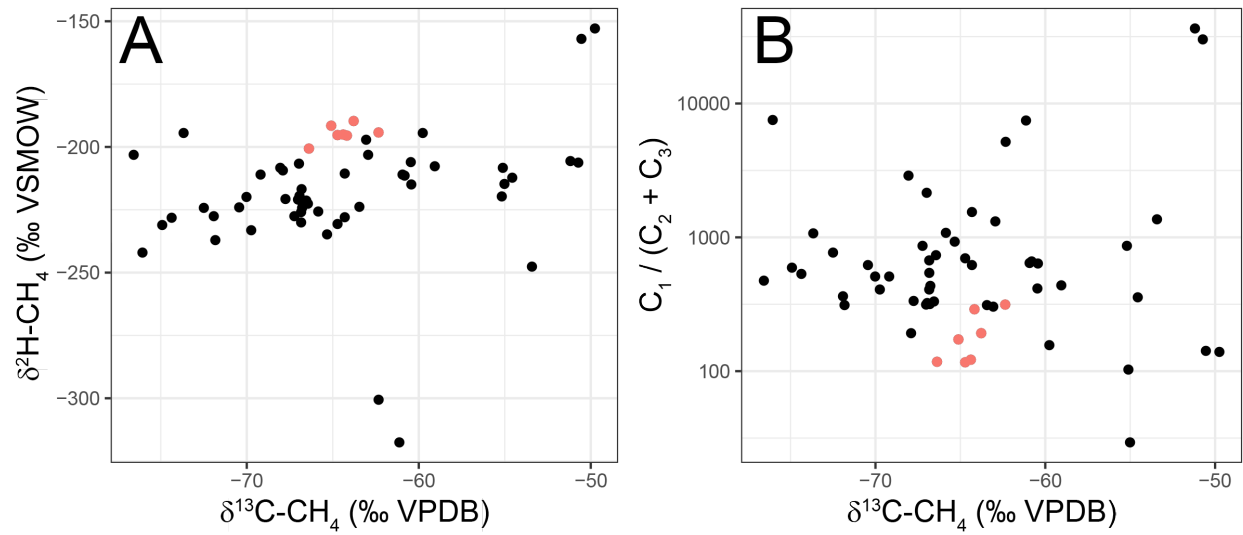 A
−150
−200
−250
−300
−70
−60
−50
δ²H-CH₄ (‰ VSMOW)
δ¹³C-CH₄ (‰ VPDB)
B
10000
1000
100
−70
−60
−50
C₁ / (C₂ + C₃)
δ¹³C-CH₄ (‰ VPDB)